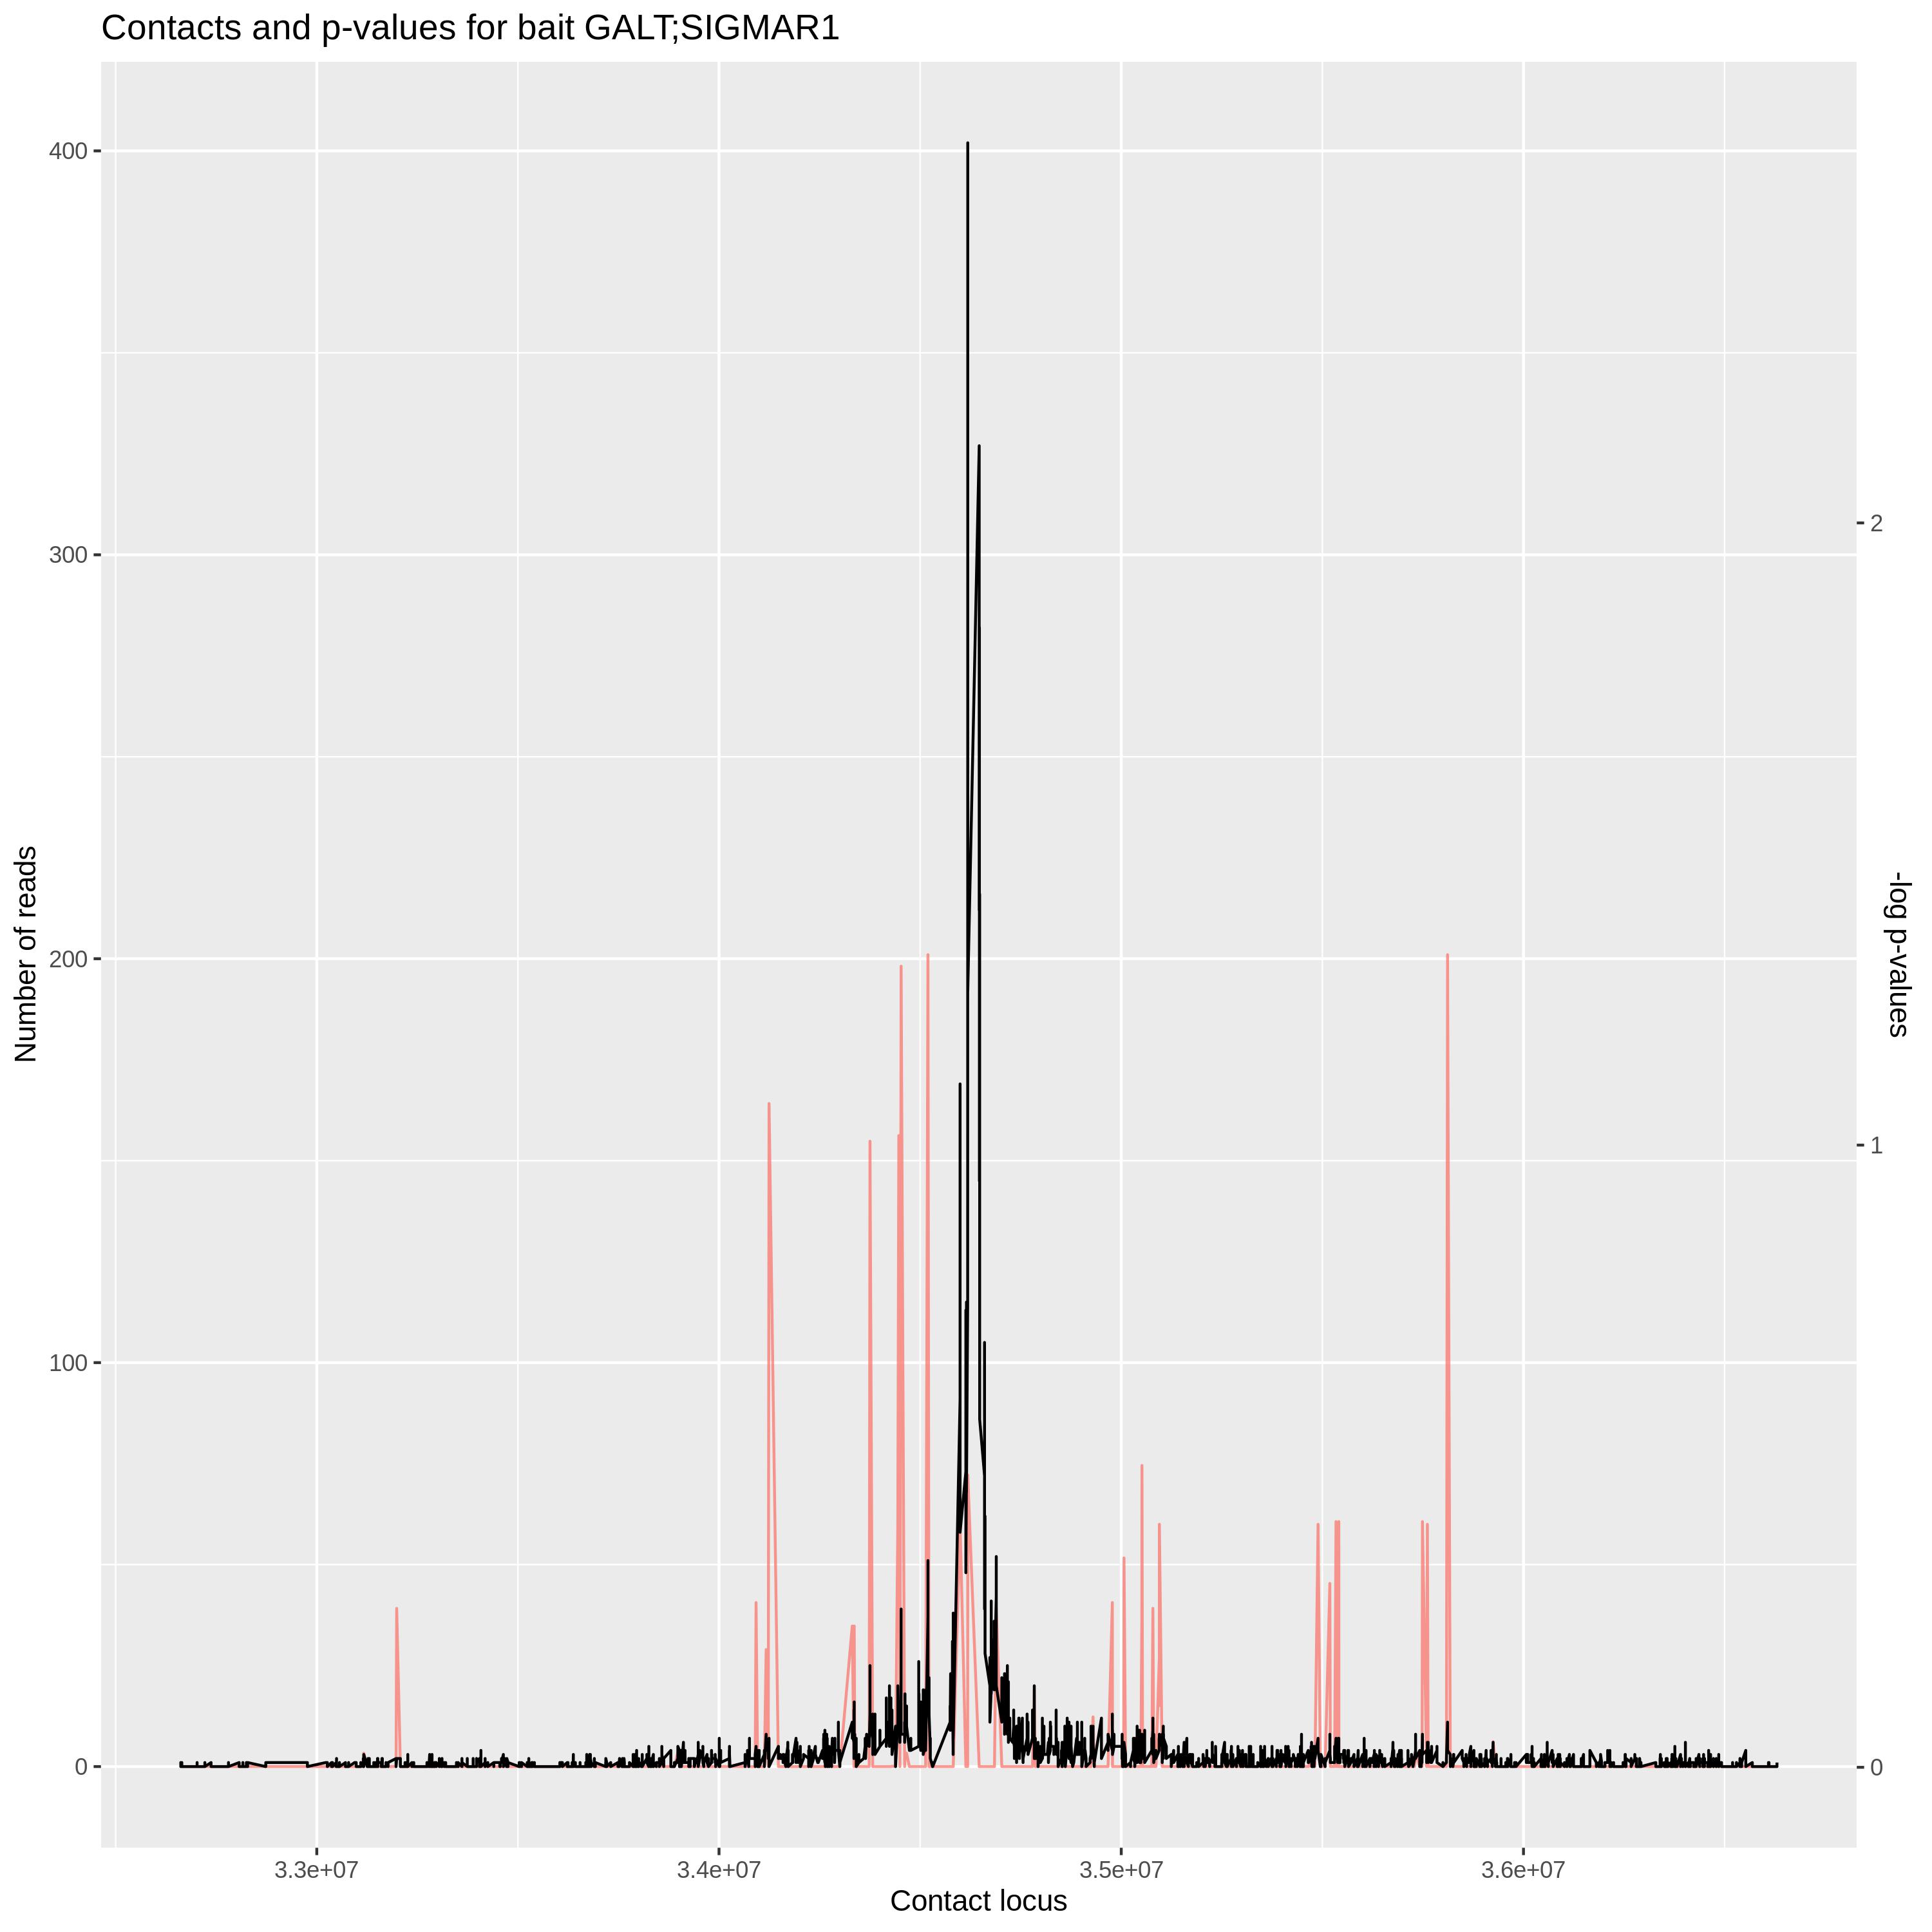 Contacts and p-values for bait GALT;SIGMAR1
400
300
200
100
0
Number of reads
2
1
0
-log p-values
3.3e+07
3.4e+07
3.5e+07
3.6e+07
Contact locus